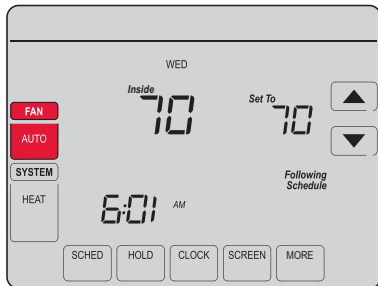 WED
Inside
70
Set To
70
FAN
AUTO
SYSTEM
HEAT
Following
Schedule
6:01 AM
SCHED HOLD CLOCK SCREEN MORE